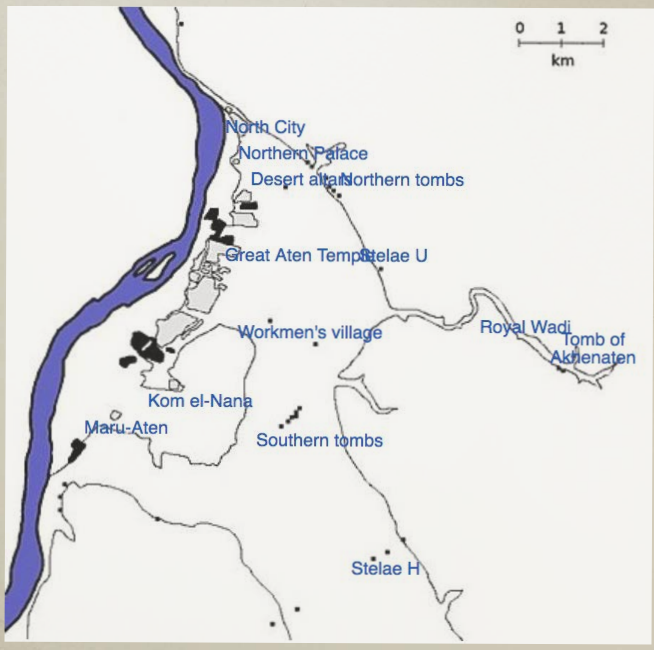 0 1 2
km
North City
Northern Palace
Desert altars
Northern tombs
Great Aten Temple
Stelae U
Workmen's village
Royal Wadi
Tomb of
Akhenaten
Kom el-Nana
Maru-Aten
Southern tombs
Stelae H